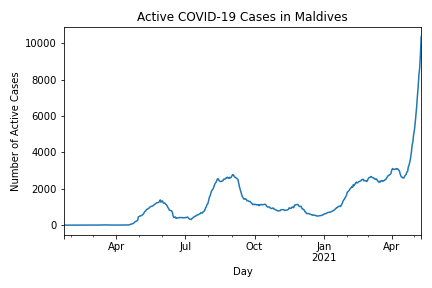 Active COVID-19 Cases in Maldives
Number of Active Cases
10000
8000
6000
4000
2000
0
Apr Jul Oct Jan Apr
2021
Day